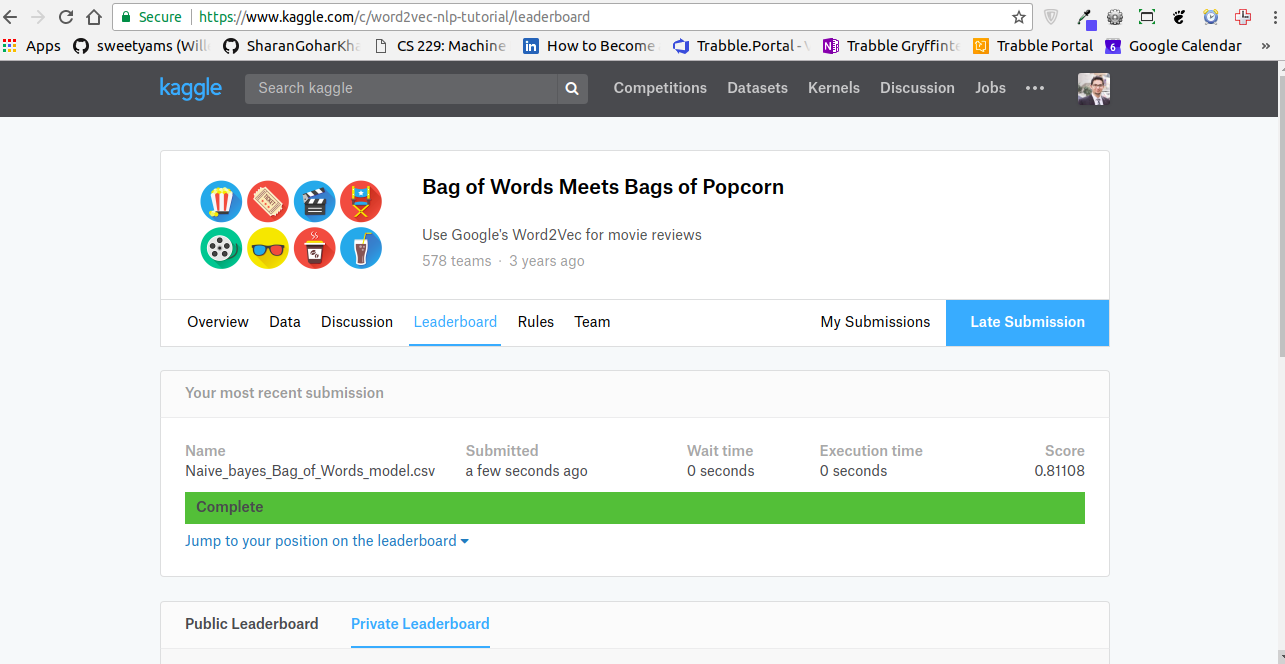 Secure https://www.kaggle.com/c/word2vec-nlp-tutorial/leaderboard
Apps sweetyams (Will SharanGoharKha CS 229: Machine How to Become Trabble.Portal - Trabble Gryffinte Trabble Portal 6 Google Calendar »
kaggle Search kaggle Competitions Datasets Kernels Discussion Jobs •••
Bag of Words Meets Bags of Popcorn
Use Google's Word2Vec for movie reviews
578 teams · 3 years ago
Overview Data Discussion Leaderboard Rules Team My Submissions Late Submission
Your most recent submission
Name Submitted Wait time Execution time Score
Naive_bayes_Bag_of_Words_model.csv a few seconds ago 0 seconds 0 seconds 0.81108
Complete
Jump to your position on the leaderboard
Public Leaderboard Private Leaderboard